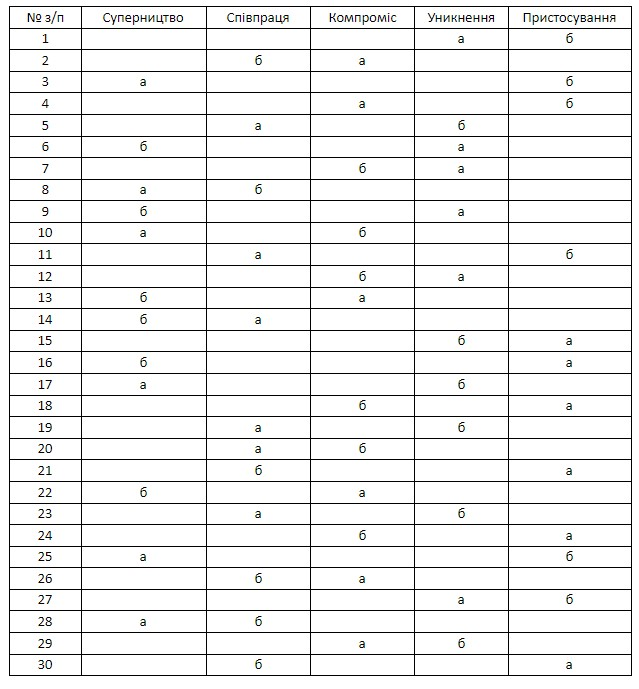 № з/п Суперництво Співпраця Компроміс Уникнення Пристосування
1 а б
2 б а
3 а б
4 а б
5 а б
6 б а
7 б а
8 а б
9 б а
10 а б
11 а б
12 б а
13 б а
14 б а
15 б а
16 б а
17 а б
18 б а
19 а б
20 а б
21 б а
22 б а
23 а б
24 б а
25 а б
26 б а
27 а б
28 а б
29 а б
30 б а